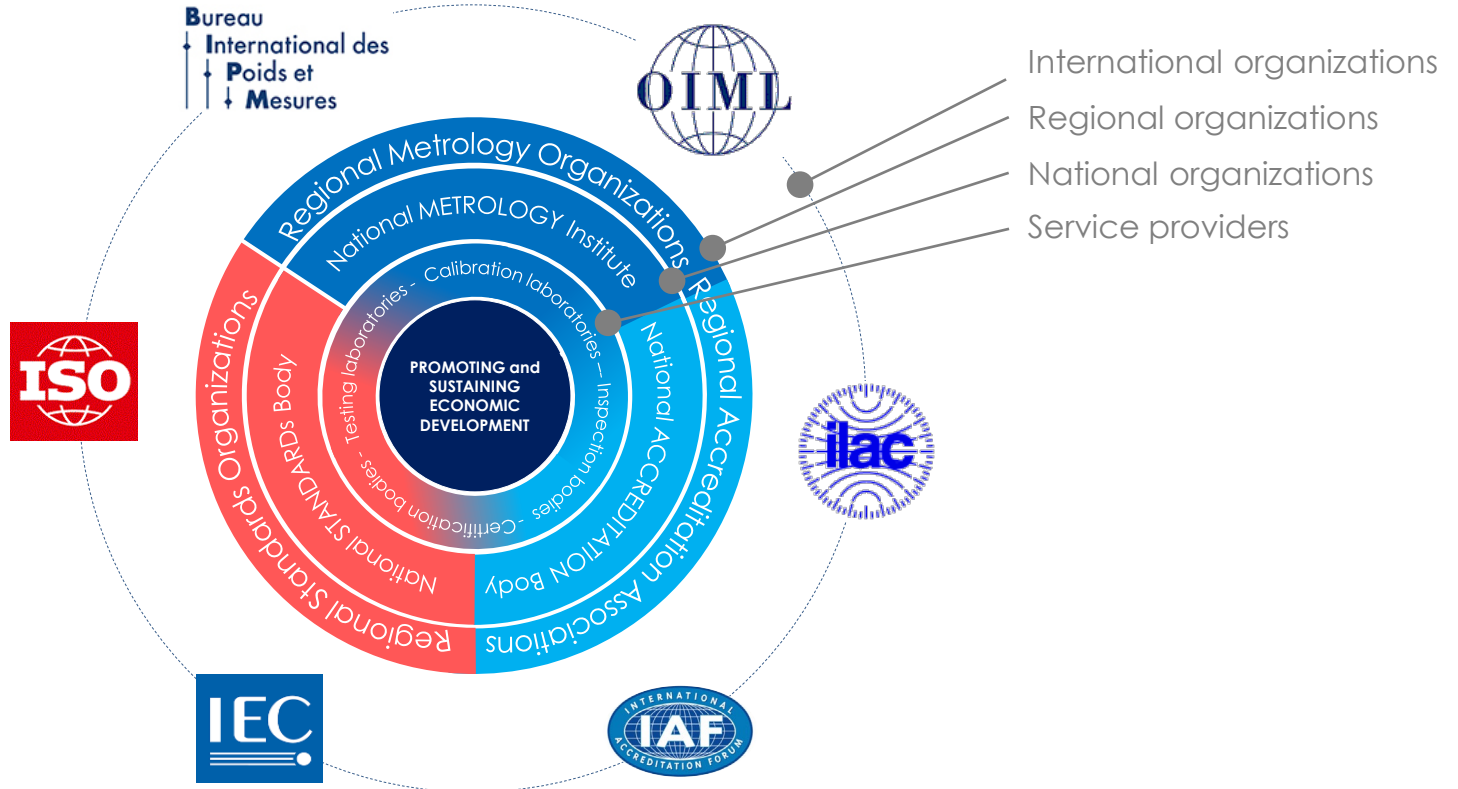 Bureau
International des
Poids et
Mesures
OIML
International organizations
Regional organizations
National organizations
Service providers
Regional Metrology Organizations
National METROLOGY Institute
Regional Accreditation Associations
National ACCREDITATION Body
Regional Standards Organizations
National STANDARDs Body
Testing laboratories - Calibration laboratories — Inspection bodies - Certification bodies -
PROMOTING and
SUSTAINING
ECONOMIC
DEVELOPMENT
ISO
ilac
IEC
INTERNATIONAL
IAF
ACCREDITATION FORUM